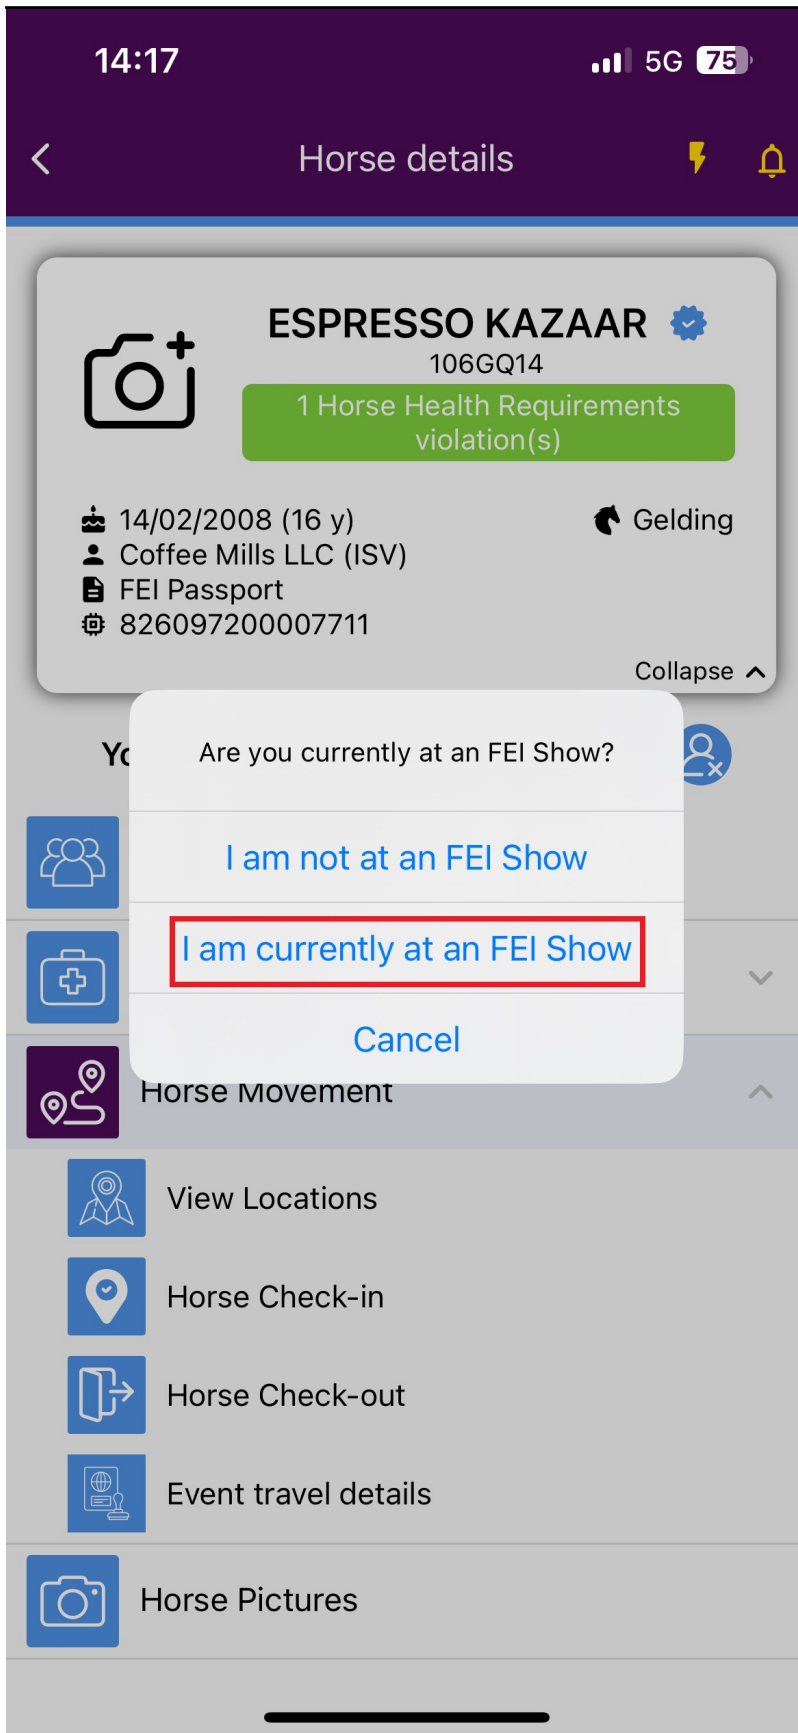 14:17 5G 75
Horse details
ESPRESSO KAZAAR
106GQ14
1 Horse Health Requirements
violation(s)
14/02/2008 (16 y) Gelding
Coffee Mills LLC (ISV)
FEI Passport
826097200007711
Collapse
Are you currently at an FEI Show?
I am not at an FEI Show
I am currently at an FEI Show
Cancel
Horse Movement
View Locations
Horse Check-in
Horse Check-out
Event travel details
Horse Pictures